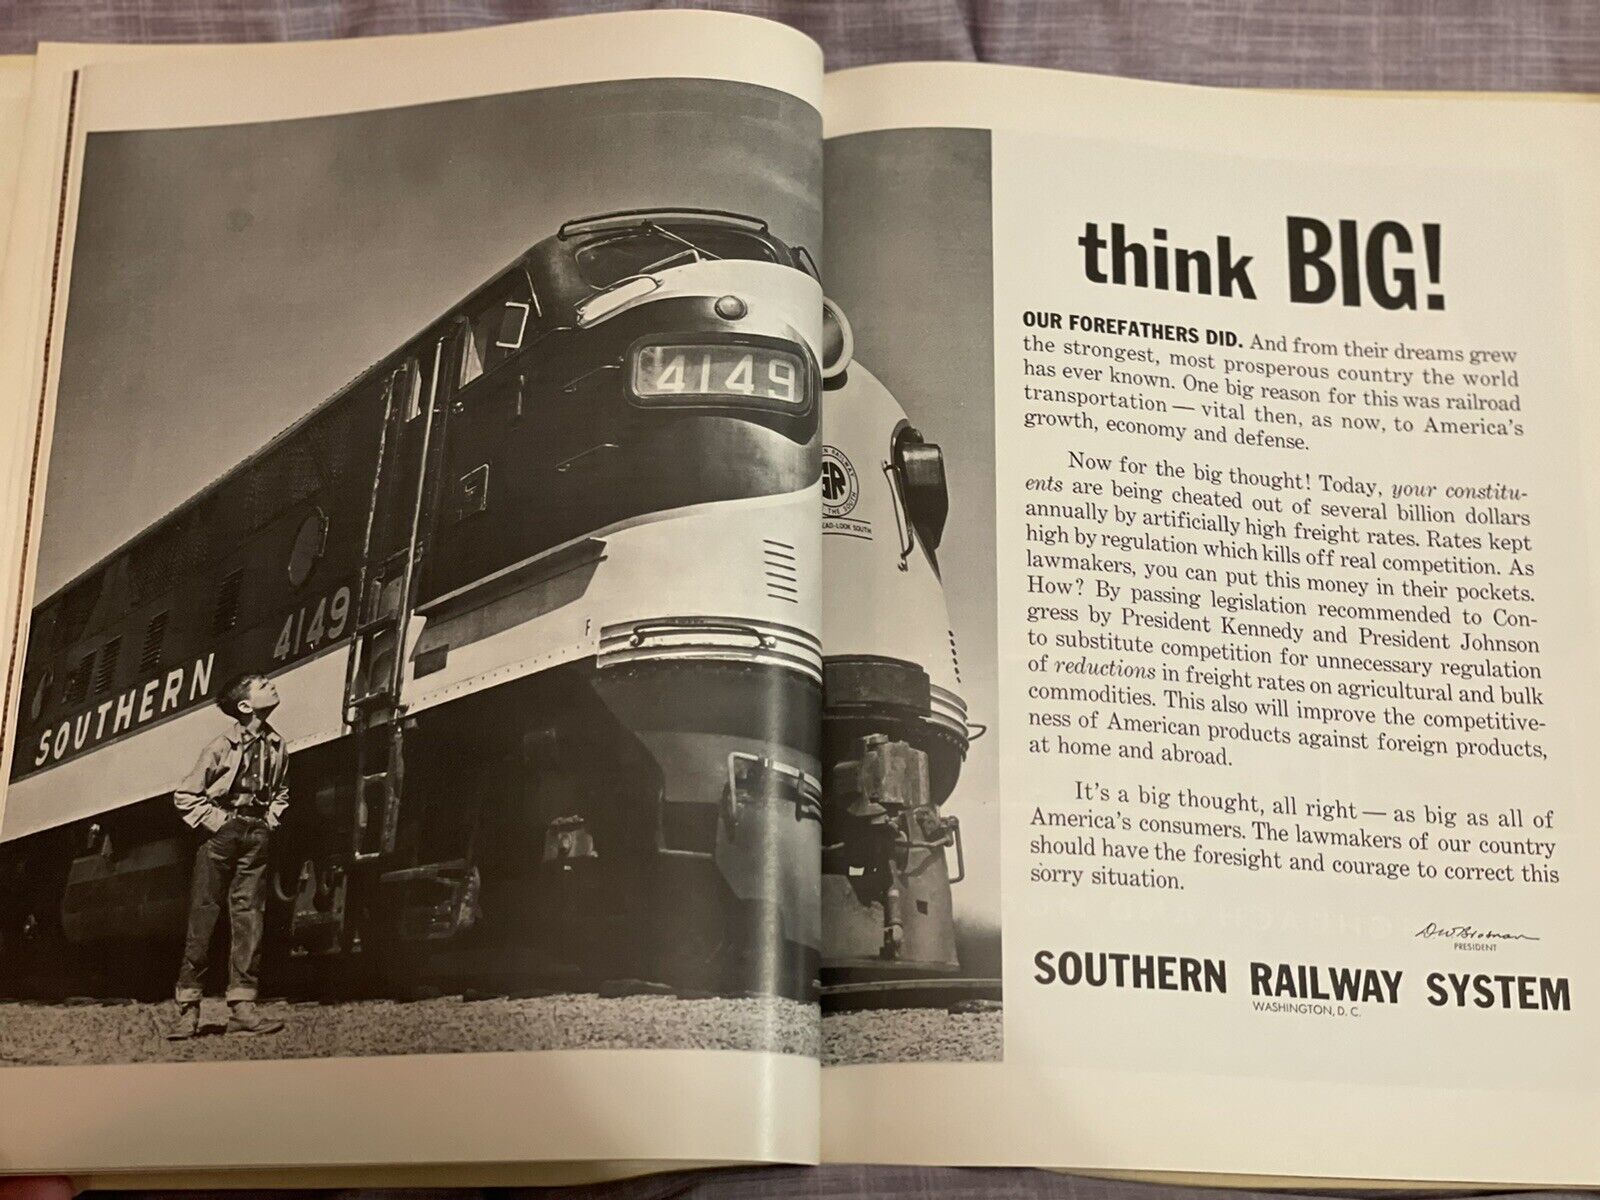 4149
4149
SOUTHERN
F
GR
RAILWAY
THE SOUTH
EAD-LOOK SOUTH
think BIG!
OUR FOREFATHERS DID. And from their dreams grew
the strongest, most prosperous country the world
has ever known. One big reason for this was railroad
transportation — vital then, as now, to America's
growth, economy and defense.
Now for the big thought! Today, your constitu-
ents are being cheated out of several billion dollars
annually by artificially high freight rates. Rates kept
high by regulation which kills off real competition. As
lawmakers, you can put this money in their pockets.
How? By passing legislation recommended to Con-
gress by President Kennedy and President Johnson
to substitute competition for unnecessary regulation
of reductions in freight rates on agricultural and bulk
commodities. This also will improve the competitive-
ness of American products against foreign products,
at home and abroad.
It's a big thought, all right — as big as all of
America's consumers. The lawmakers of our country
should have the foresight and courage to correct this
sorry situation.
D W Brosnan
PRESIDENT
SOUTHERN RAILWAY SYSTEM
WASHINGTON, D. C.